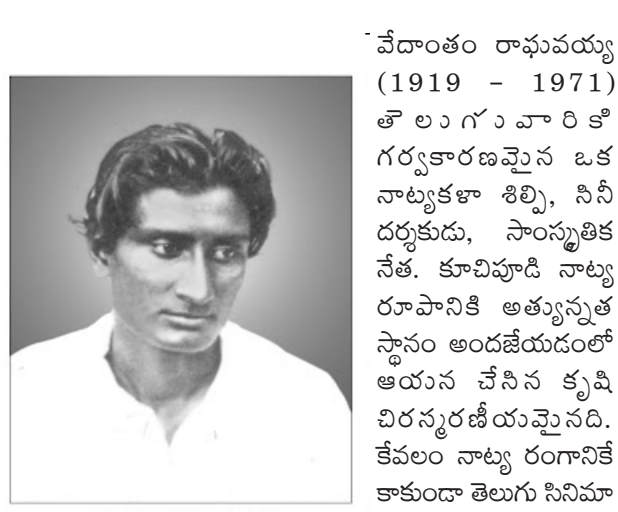 వేదాంతం రాఘవయ్య
(1919 – 1971)
తెలుగువారికి
గర్వకారణమైన ఒక
నాట్యకళా శిల్పి, సినీ
దర్శకుడు, సాంస్కృతిక
నేత. కూచిపూడి నాట్య
రూపానికి అత్యున్నత
స్థానం అందజేయడంలో
ఆయన చేసిన కృషి
చిరస్మరణీయమైనది.
కేవలం నాట్య రంగానికే
కాకుండా తెలుగు సినిమా